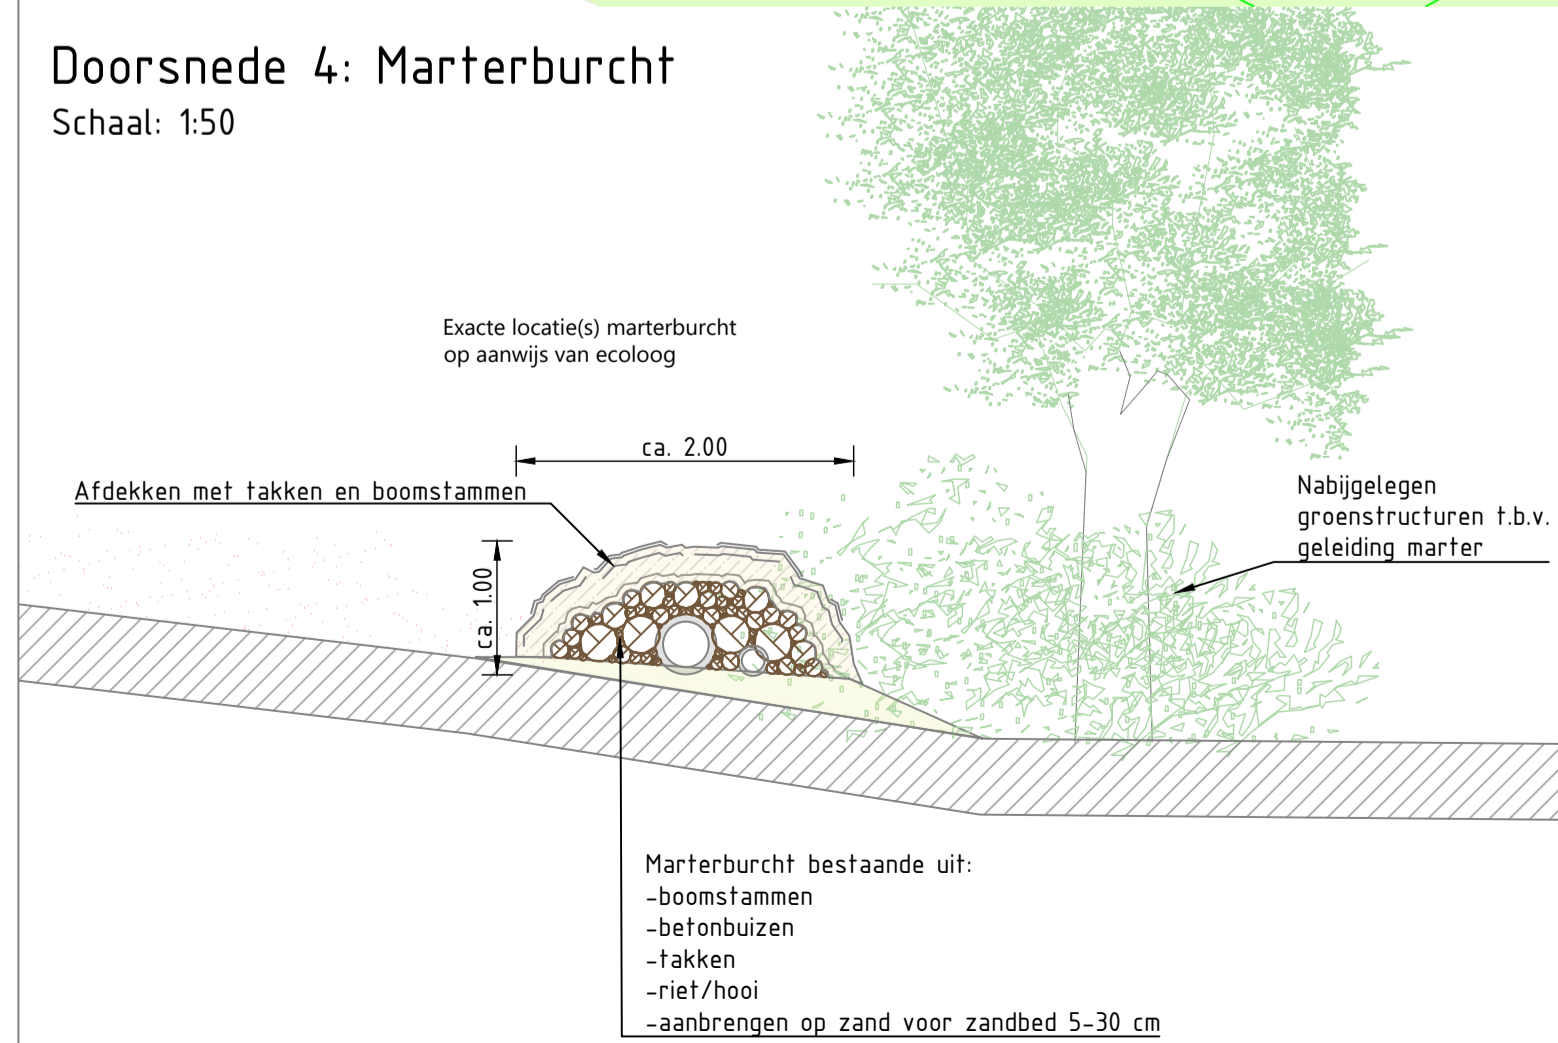 Doorsnede 4: Marterburcht
Schaal: 1:50
Exacte locatie(s) marterburcht
op aanwijs van ecoloog
ca. 2.00
Afdekken met takken en boomstammen
ca. 1.00
Nabijgelegen
groenstructuren t.b.v.
geleiding marter
Marterburcht bestaande uit:
-boomstammen
-betonbuizen
-takken
-riet/hooi
-aanbrengen op zand voor zandbed 5-30 cm